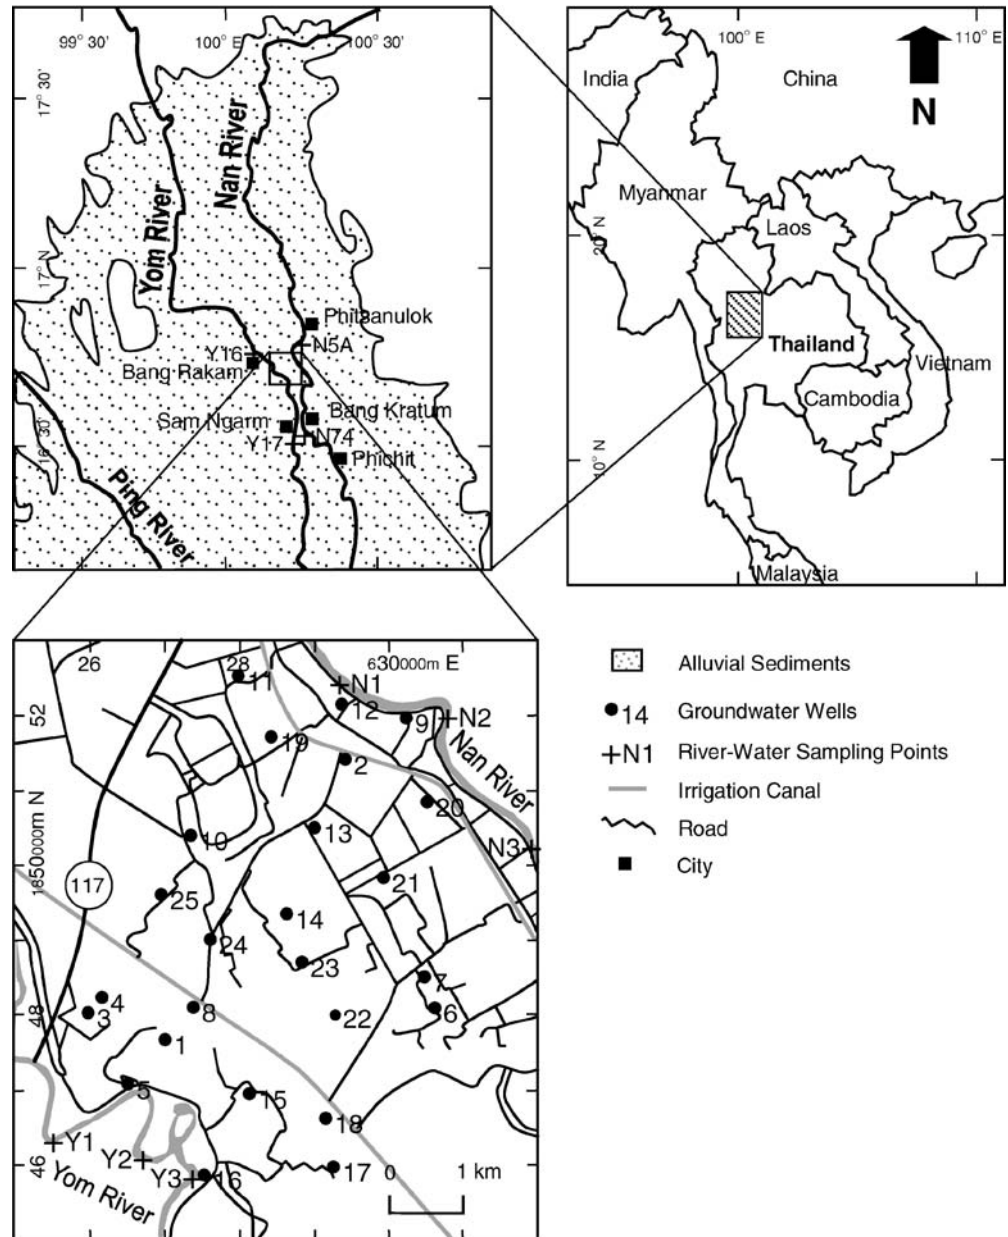 99° 30'
100° E
100° 30'
17° 30'
17° N
16° 30'
Yom River
Nan River
Ping River
Phitsanulok
N5A
Y16
Bang Rakam
Bang Kratum
Sam Ngarm
N74
Y17
Phichit
100° E
110° E
20° N
10° N
India
China
N
Myanmar
Laos
Thailand
Vietnam
Cambodia
Malaysia
26
28
630000m E
52
1850000m N
48
46
11
N1
12
9
N2
19
2
Nan River
20
10
13
N3
117
21
25
14
24
23
7
4
3
8
22
6
1
5
15
18
Y1
Y2
Y3
16
17
Yom River
0
1 km
Alluvial Sediments
14
Groundwater Wells
N1
River-Water Sampling Points
Irrigation Canal
Road
City